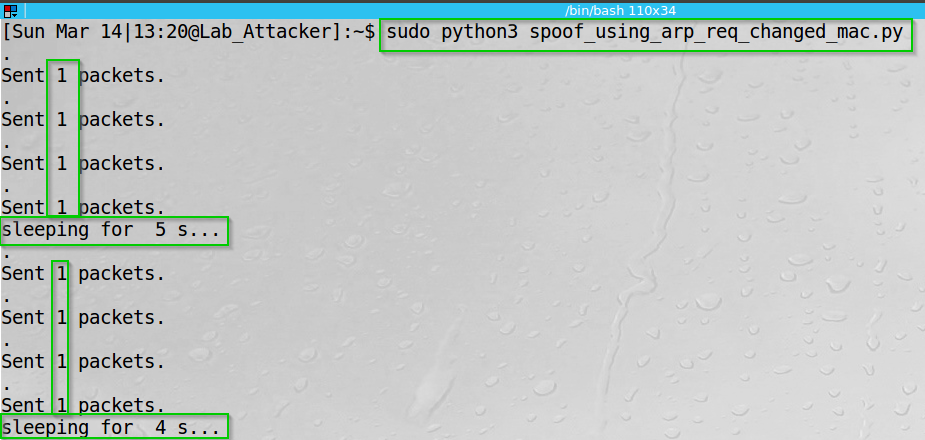 /bin/bash 110x34
[Sun Mar 14|13:20@Lab_Attacker]:~$ sudo python3 spoof_using_arp_req_changed_mac.py
.
Sent 1 packets.
.
Sent 1 packets.
.
Sent 1 packets.
.
Sent 1 packets.
sleeping for  5 s...
.
Sent 1 packets.
.
Sent 1 packets.
.
Sent 1 packets.
.
Sent 1 packets.
sleeping for  4 s...